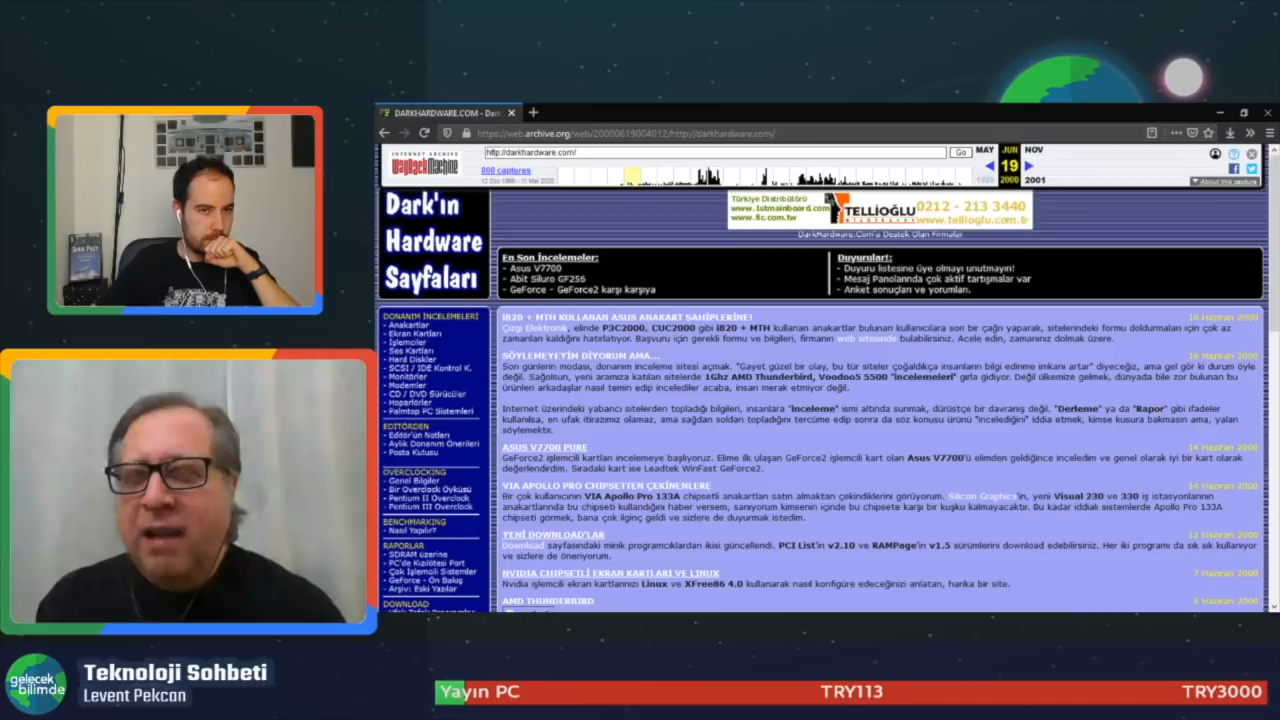 DARKHARDWARE.COM - Dark
https://web.archive.org/web/20000619004012/http://darkhardware.com/
INTERNET ARCHIVE
WayBackMachine
http://darkhardware.com/
Go
MAY
JUN
NOV
800 captures
19
12 Dec 1998 - 11 Mar 2020
2000
2001
About this capture
Dark'ın
Hardware
Sayfaları
Türkiye Distribütörü
www.1stmainboard.com
www.fic.com.tw
TELLİOĞLU
0212 - 213 3440
www.tellioglu.com.tr
DarkHardware.Com'a Destek Olan Firmalar
En Son İncelemeler:
- Asus V7700
- Abit Siluro GF256
- GeForce - GeForce2 karşı karşıya
Duyurular!:
- Duyuru listesine üye olmayı unutmayın!
- Mesaj Panolarında çok aktif tartışmalar var
- Anket sonuçları ve yorumları.
DONANIM İNCELEMELERİ
- Anakartlar
- Ekran Kartları
- İşlemciler
- Ses Kartları
- Hard Diskler
- SCSI / IDE Kontrol K.
- Monitörler
- Modemler
- CD / DVD Sürücüler
- Hoparlörler
- Palmtop PC Sistemleri
EDİTÖRDEN
- Editör'ün Notları
- Aylık Donanım Önerileri
- Posta Kutusu
OVERCLOCKING
- Genel Bilgiler
- Bir Overclock Öyküsü
- Pentium II Overclock
- Pentium III Overclock
BENCHMARKING
- Nasıl Yapılır?
RAPORLAR
- SDRAM üzerine
- PC'de Kızılötesi Port
- Çok İşlemcili Sistemler
- GeForce - Ön Bakış
- Arşiv: Eski Yazılar
DOWNLOAD
İ820 + MTH KULLANAN ASUS ANAKART SAHİPLERİNE!
16 Haziran 2000
Çizgi Elektronik, elinde P3C2000, CUC2000 gibi i820 + MTH kullanan anakartlar bulunan kullanıcılara son bir çağrı yaparak, sitelerindeki formu doldurmaları için çok az
zamanları kaldığını hatırlatıyor. Başvuru için gerekli formu ve bilgileri, firmanın web sitesinde bulabilirsiniz. Acele edin, zamanınız dolmak üzere.
SÖYLEMEYEYİM DİYORUM AMA...
16 Haziran 2000
Son günlerin modası, donanım inceleme sitesi açmak. "Gayet güzel bir olay, bu tür siteler çoğaldıkça insanların bilgi edinme imkanı artar" diyeceğiz, ama gel gör ki durum öyle
değil. Sağolsun, yeni aramıza katılan sitelerde 1Ghz AMD Thunderbird, Voodoo5 5500 "incelemeleri" gırla gidiyor. Değil ülkemize gelmek, dünyada bile zor bulunan bu
ürünleri arkadaşlar nasıl temin edip incelediler acaba, insan merak etmiyor değil.
Internet üzerindeki yabancı sitelerden topladığı bilgileri, insanlara "İnceleme" ismi altında sunmak, dürüstçe bir davranış değil. "Derleme" ya da "Rapor" gibi ifadeler
kullanılsa, en ufak itirazımız olamaz, ama sağdan soldan topladığını tercüme edip sonra da söz konusu ürünü "incelediğini" iddia etmek, kimse kusura bakmasın ama, yalan
söylemektir.
ASUS V7700 PURE
14 Haziran 2000
GeForce2 işlemcili kartları incelemeye başlıyoruz. Elime ilk ulaşan GeForce2 işlemcili kart olan Asus V7700'ü elimden geldiğince inceledim ve genel olarak iyi bir kart olarak
değerlendirdim. Sıradaki kart ise Leadtek WinFast GeForce2.
VIA APOLLO PRO CHIPSETTEN ÇEKİNENLERE
14 Haziran 2000
Bir çok kullanıcının VIA Apollo Pro 133A chipsetli anakartları satın almaktan çekindiklerini görüyorum. Silicon Graphics'in, yeni Visual 230 ve 330 iş istasyonlarının
anakartlarında bu chipseti kullandığını haber versem, sanıyorum kimsenin içinde bu chipsete karşı bir kuşku kalmayacaktır. Bu kadar iddialı sistemlerde Apollo Pro 133A
chipseti görmek, bana çok ilginç geldi ve sizlere de duyurmak istedim.
YENİ DOWNLOAD'LAR
12 Haziran 2000
Download sayfasındaki minik programcıklardan ikisi güncellendi. PCI List'in v2.10 ve RAMPage'in v1.5 sürümlerini download edebilirsiniz. Her iki programı da sık sık kullanıyor
ve sizlere de öneriyorum.
NVIDIA CHIPSETLİ EKRAN KARTLARI VE LINUX
7 Haziran 2000
Nvidia işlemcili ekran kartlarınızı Linux ve XFree86 4.0 kullanarak nasıl konfigüre edeceğinizi anlatan, harika bir site.
AMD THUNDERBIRD
5 Haziran 2000
gelecek
bilimde
Teknoloji Sohbeti
Levent Pekcan
Yayın PC
TRY113
TRY3000